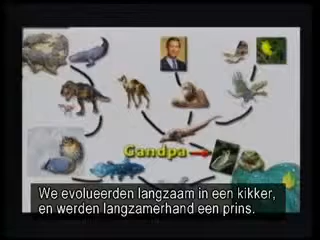 Gandpa
We evolueerden langzaam in een kikker,
en werden langzamerhand een prins.